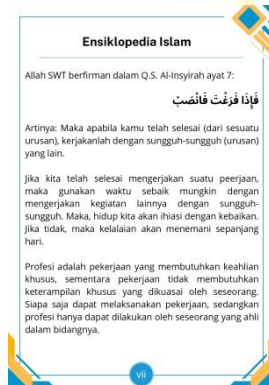 Ensiklopedia Islam
Allah SWT berfirman dalam Q.S. Al-Insyirah ayat 7:
فَإِذَا فَرَغْتَ فَانْصَبْ
Artinya: Maka apabila kamu telah selesai (dari sesuatu
urusan), kerjakanlah dengan sungguh-sungguh (urusan)
yang lain.
Jika kita telah selesai mengerjakan suatu peerjaan,
maka gunakan waktu sebaik mungkin dengan
mengerjakan kegiatan lainnya dengan sungguh-
sungguh. Maka, hidup kita akan ihiasi dengan kebaikan.
Jika tidak, maka kelalaian akan menemani sepanjang
hari.
Profesi adalah pekerjaan yang membutuhkan keahlian
khusus, sementara pekerjaan tidak membutuhkan
keterampilan khusus yang dikuasai oleh seseorang.
Siapa saja dapat melaksanakan pekerjaan, sedangkan
profesi hanya dapat dilakukan oleh seseorang yang ahli
dalam bidangnya.
vii